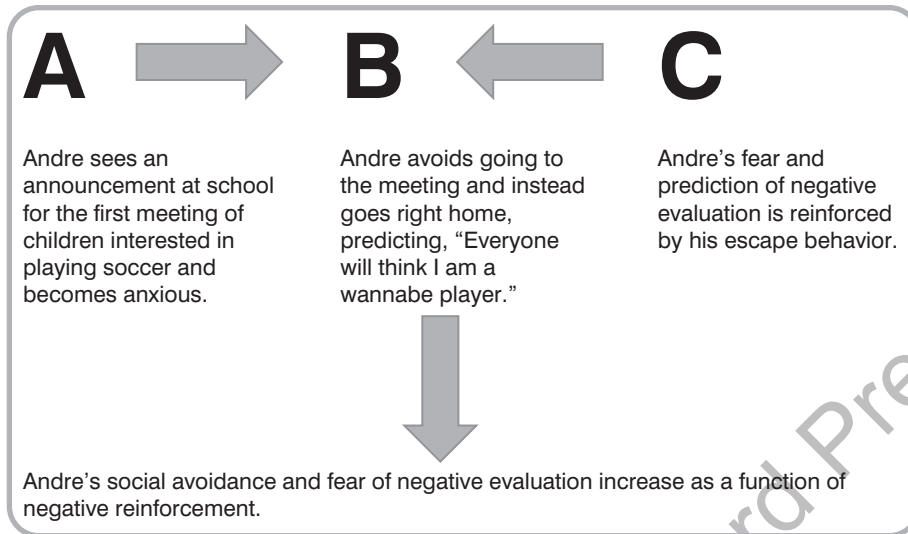 A
B
C
Andre sees an
announcement at school
for the first meeting of
children interested in
playing soccer and
becomes anxious.
Andre avoids going to
the meeting and instead
goes right home,
predicting, “Everyone
will think I am a
wannabe player.”
Andre’s fear and
prediction of negative
evaluation is reinforced
by his escape behavior.
Andre’s social avoidance and fear of negative evaluation increase as a function of
negative reinforcement.